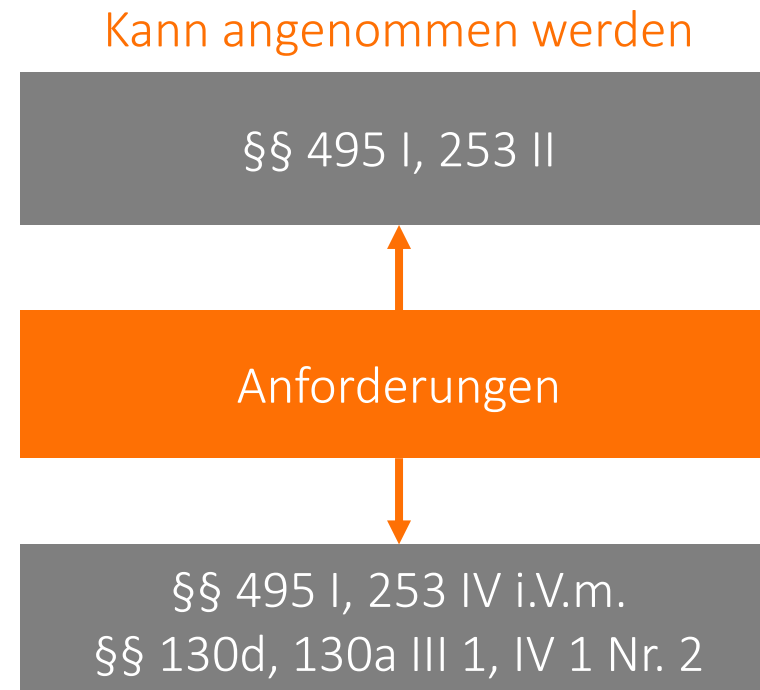 Kann angenommen werden
§§ 495 I, 253 II
Anforderungen
§§ 495 I, 253 IV i.V.m.
§§ 130d, 130a III 1, IV 1 Nr. 2